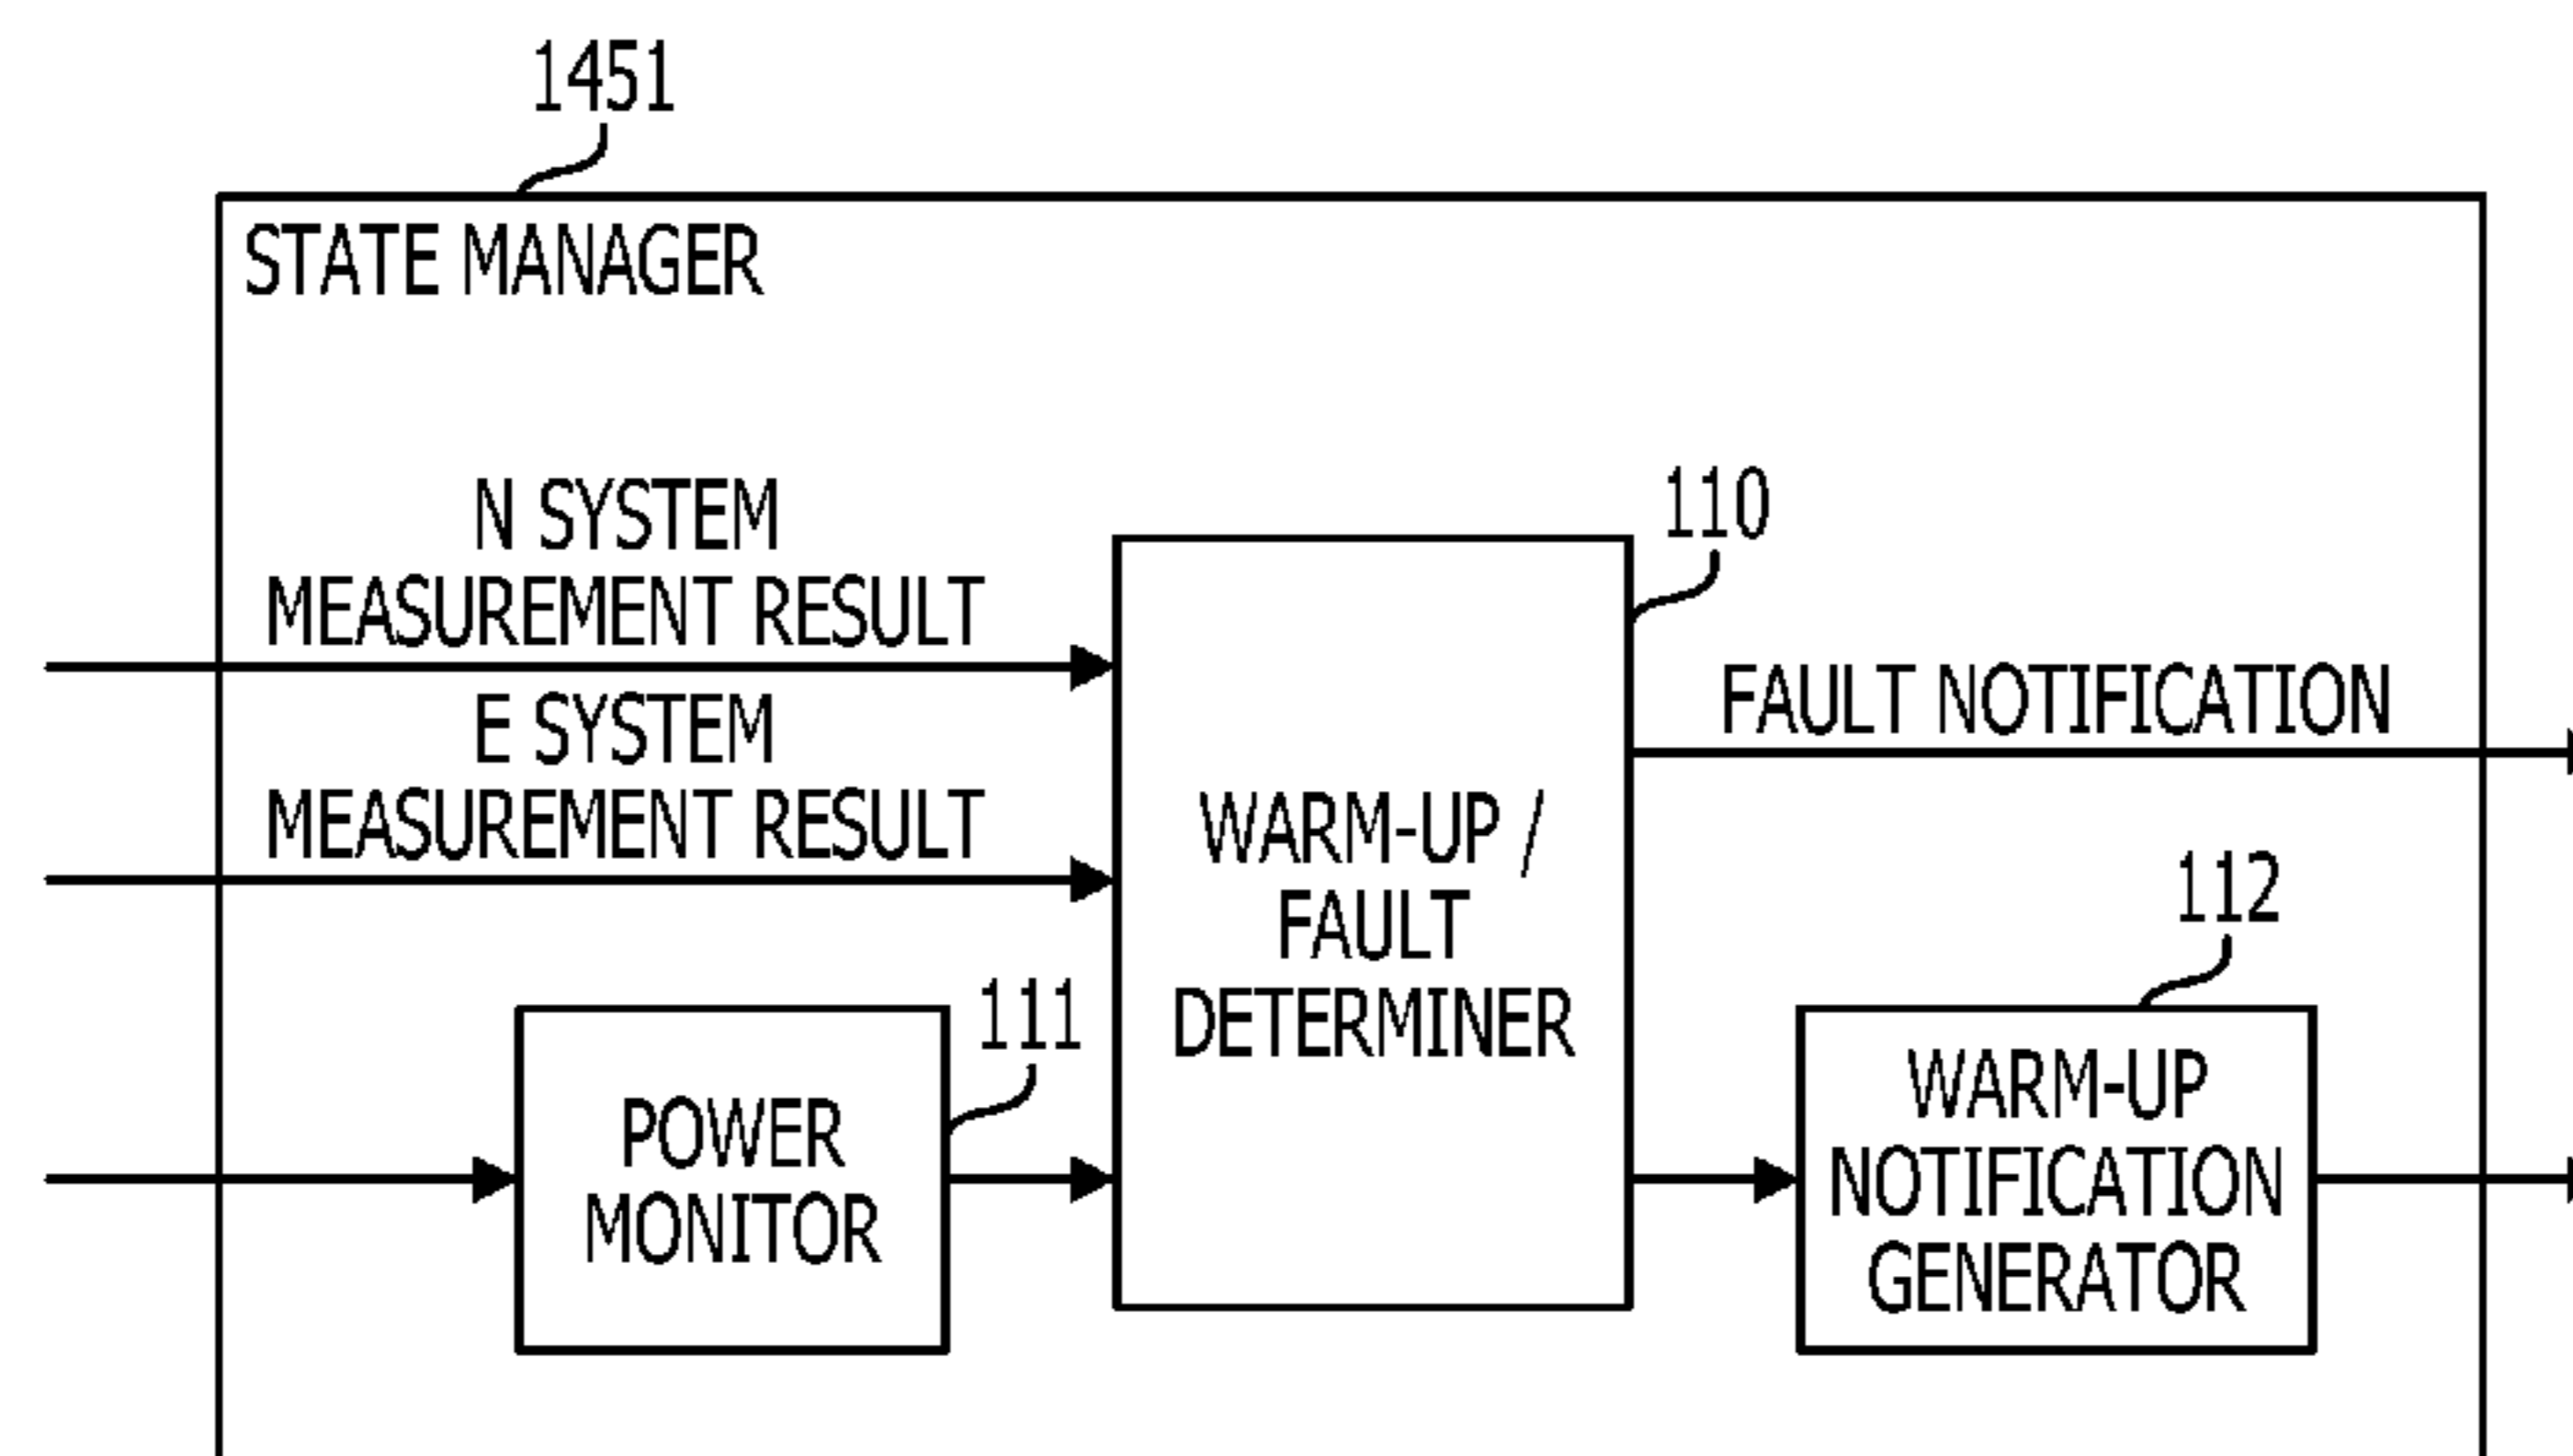 1451
STATE MANAGER
N SYSTEM
MEASUREMENT RESULT
E SYSTEM
MEASUREMENT RESULT
110
WARM-UP /
FAULT
DETERMINER
FAULT NOTIFICATION
111
POWER
MONITOR
112
WARM-UP
NOTIFICATION
GENERATOR